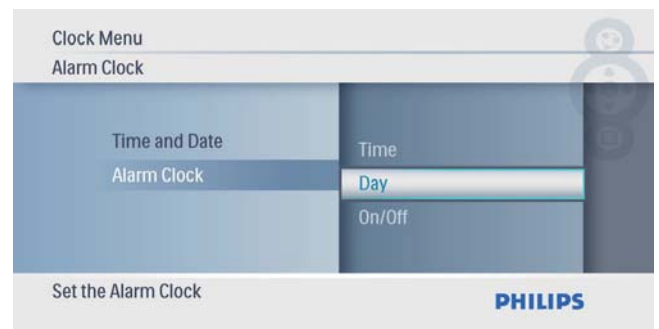 Clock Menu
Alarm Clock
Time and Date
Alarm Clock
Time
Day
On/Off
Set the Alarm Clock
PHILIPS